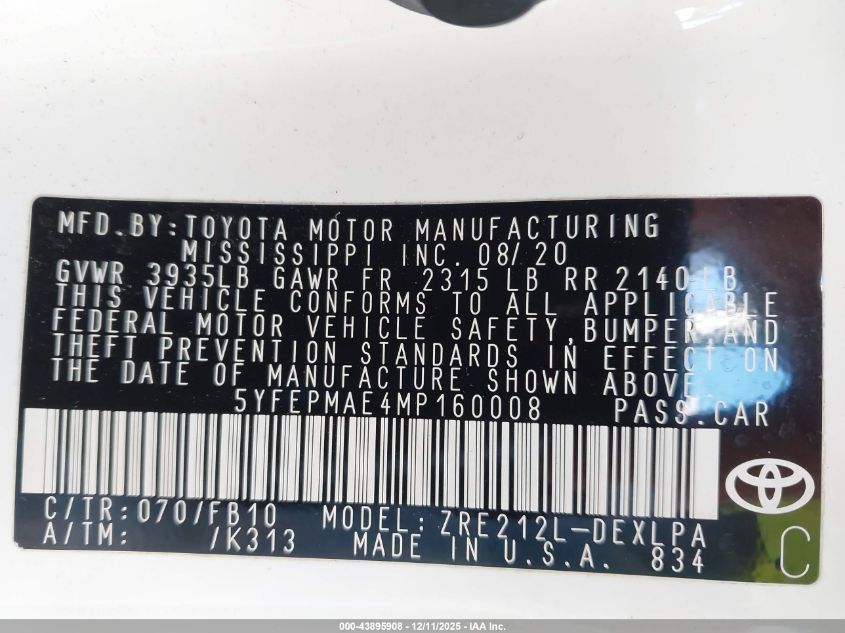 MFD. BY: TOYOTA MOTOR MANUFACTURING
MISSISSIPPI INC. 08/20
GVWR 3935LB GAWR FR 2315 LB RR 2140 LB
THIS VEHICLE CONFORMS TO ALL APPLICABLE
FEDERAL MOTOR VEHICLE SAFETY, BUMPER, AND
THEFT PREVENTION STANDARDS IN EFFECT ON
THE DATE OF MANUFACTURE SHOWN ABOVE.
5YFEPMAE4MP160008 PASS.CAR
C/TR: 070/FB10 MODEL: ZRE212L-DEXLPA
A/TM: /K313 MADE IN U.S.A. 834
C
000-43895908 - 12/11/2025 - IAA Inc.